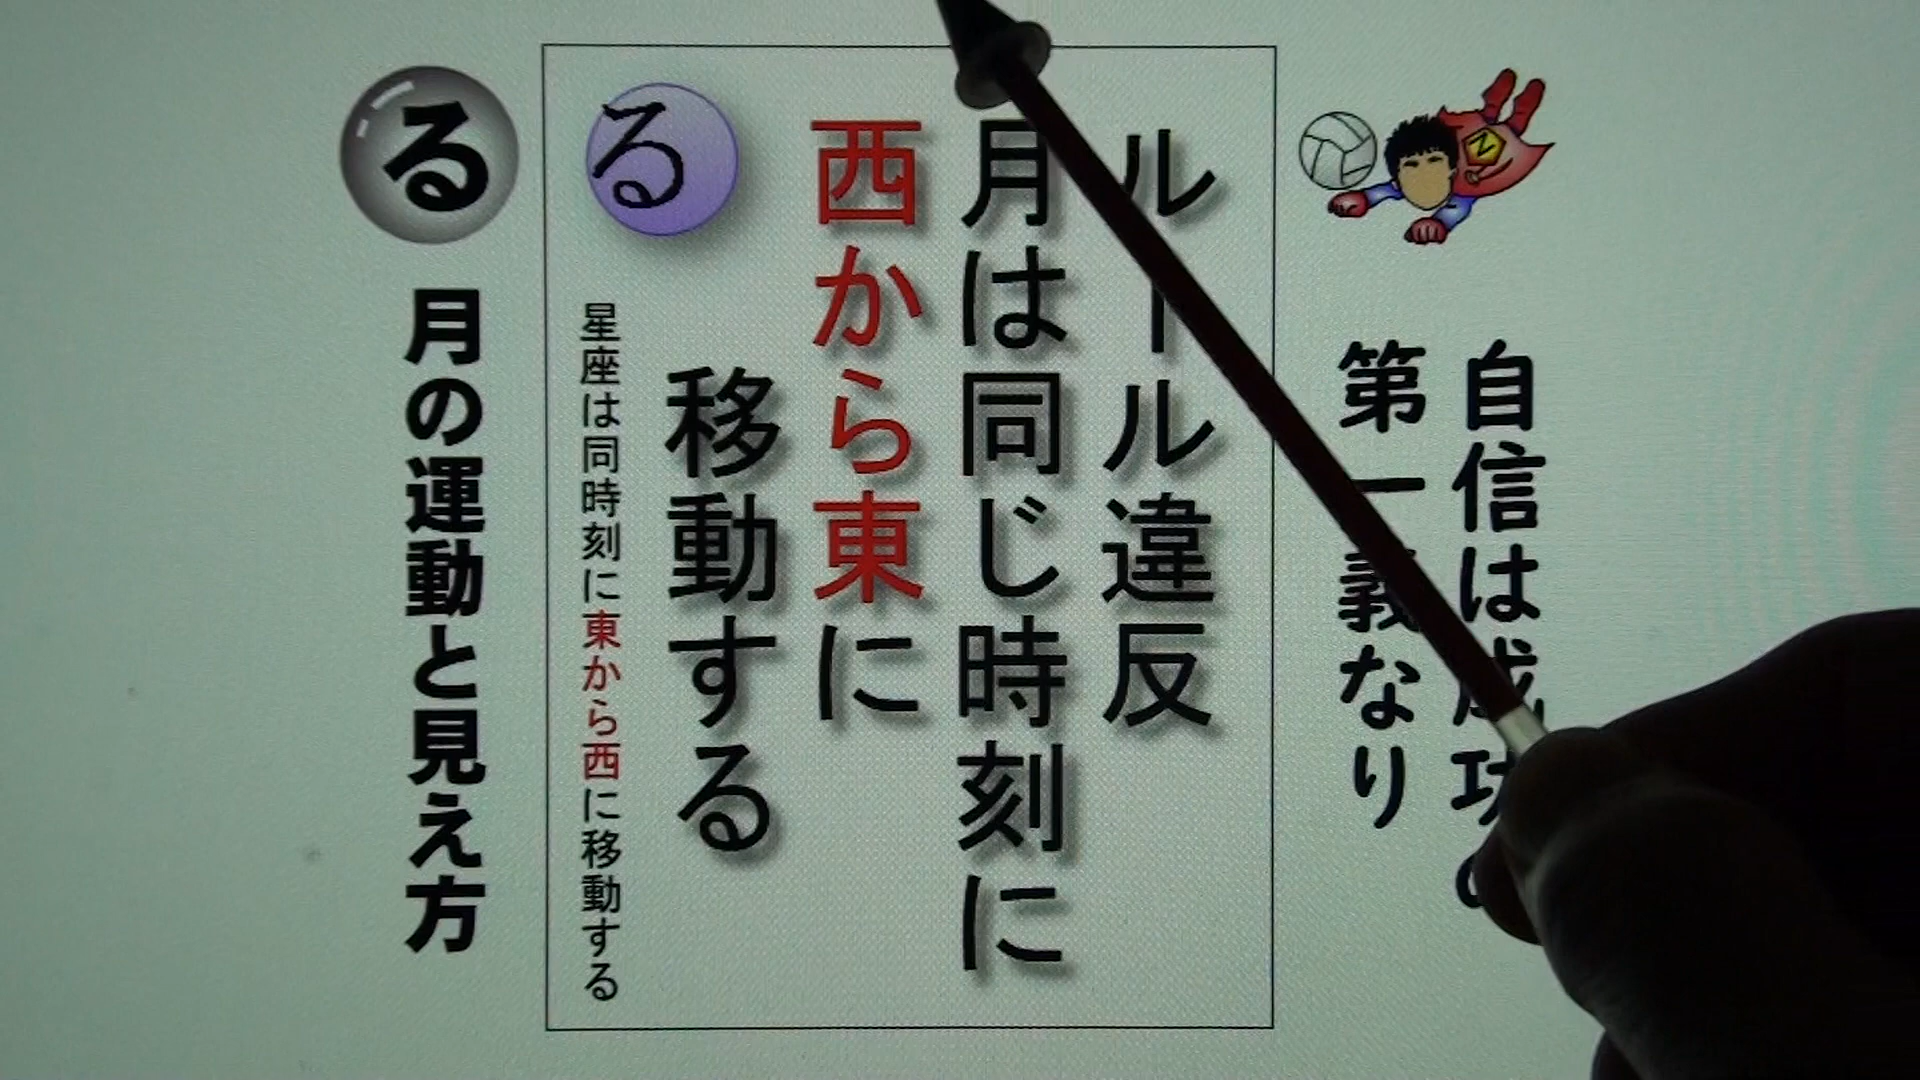 自信は成功の
第一義なり
Z
ルール違反
月は同じ時刻に
西から東に
移動する
る
星座は同時刻に東から西に移動する
る
月の運動と見え方